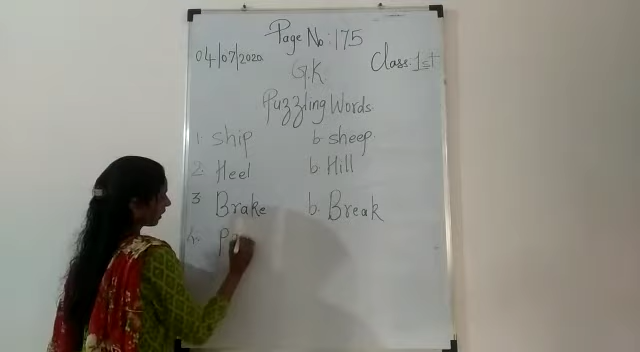 Page No: 175
04/07/2020
Class: 1st
G.K.
Puzzling Words
1. Ship b. sheep.
2. Heel b. Hill
3 Brake b. Break
4. P